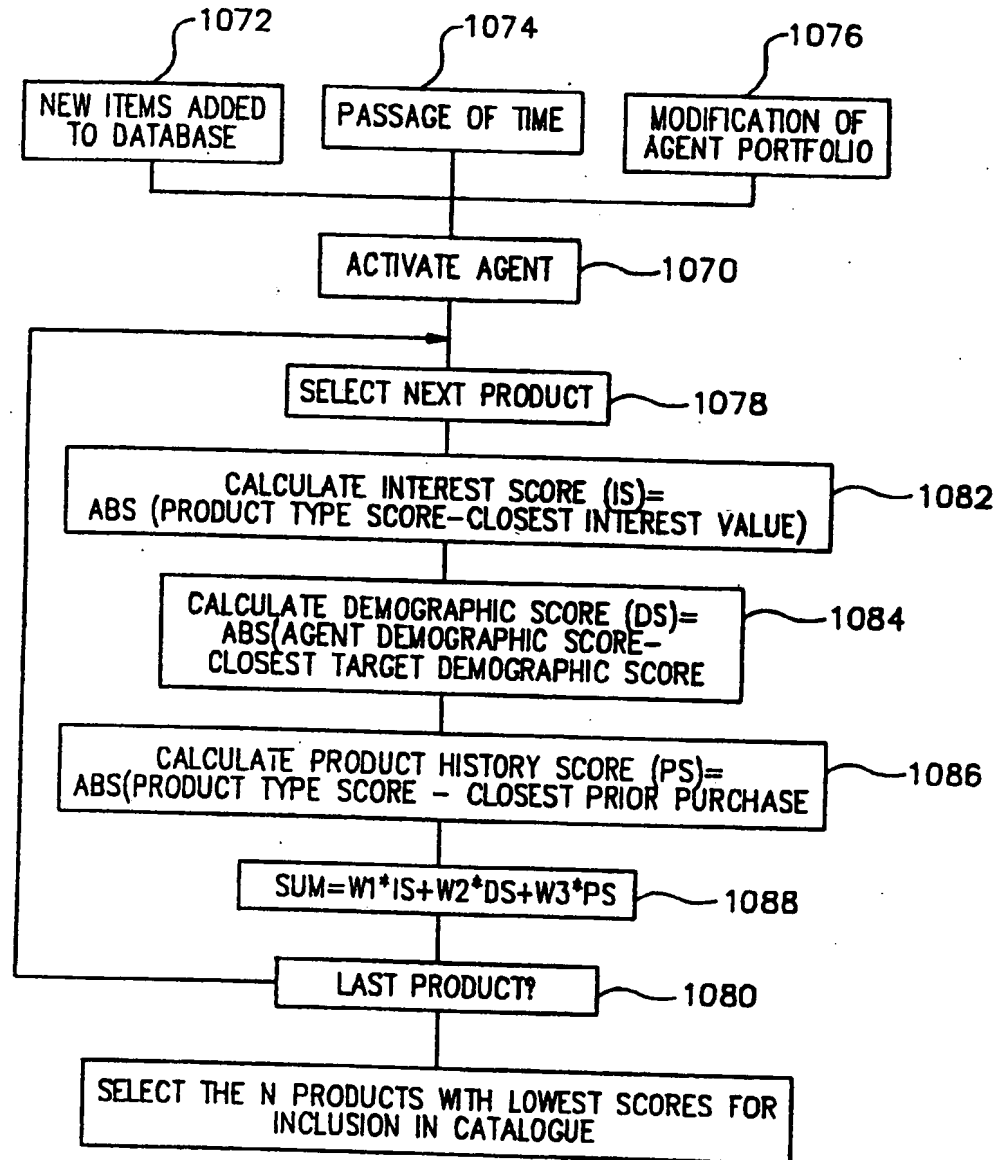 1072
1074
1076
NEW ITEMS ADDED
TO DATABASE
PASSAGE OF TIME
MODIFICATION OF
AGENT PORTFOLIO
ACTIVATE AGENT
1070
SELECT NEXT PRODUCT
1078
CALCULATE INTEREST SCORE (IS)=
ABS (PRODUCT TYPE SCORE-CLOSEST INTEREST VALUE)
1082
CALCULATE DEMOGRAPHIC SCORE (DS)=
ABS(AGENT DEMOGRAPHIC SCORE-
CLOSEST TARGET DEMOGRAPHIC SCORE
1084
CALCULATE PRODUCT HISTORY SCORE (PS)=
ABS(PRODUCT TYPE SCORE - CLOSEST PRIOR PURCHASE
1086
SUM=W1*IS+W2*DS+W3*PS
1088
LAST PRODUCT?
1080
SELECT THE N PRODUCTS WITH LOWEST SCORES FOR
INCLUSION IN CATALOGUE